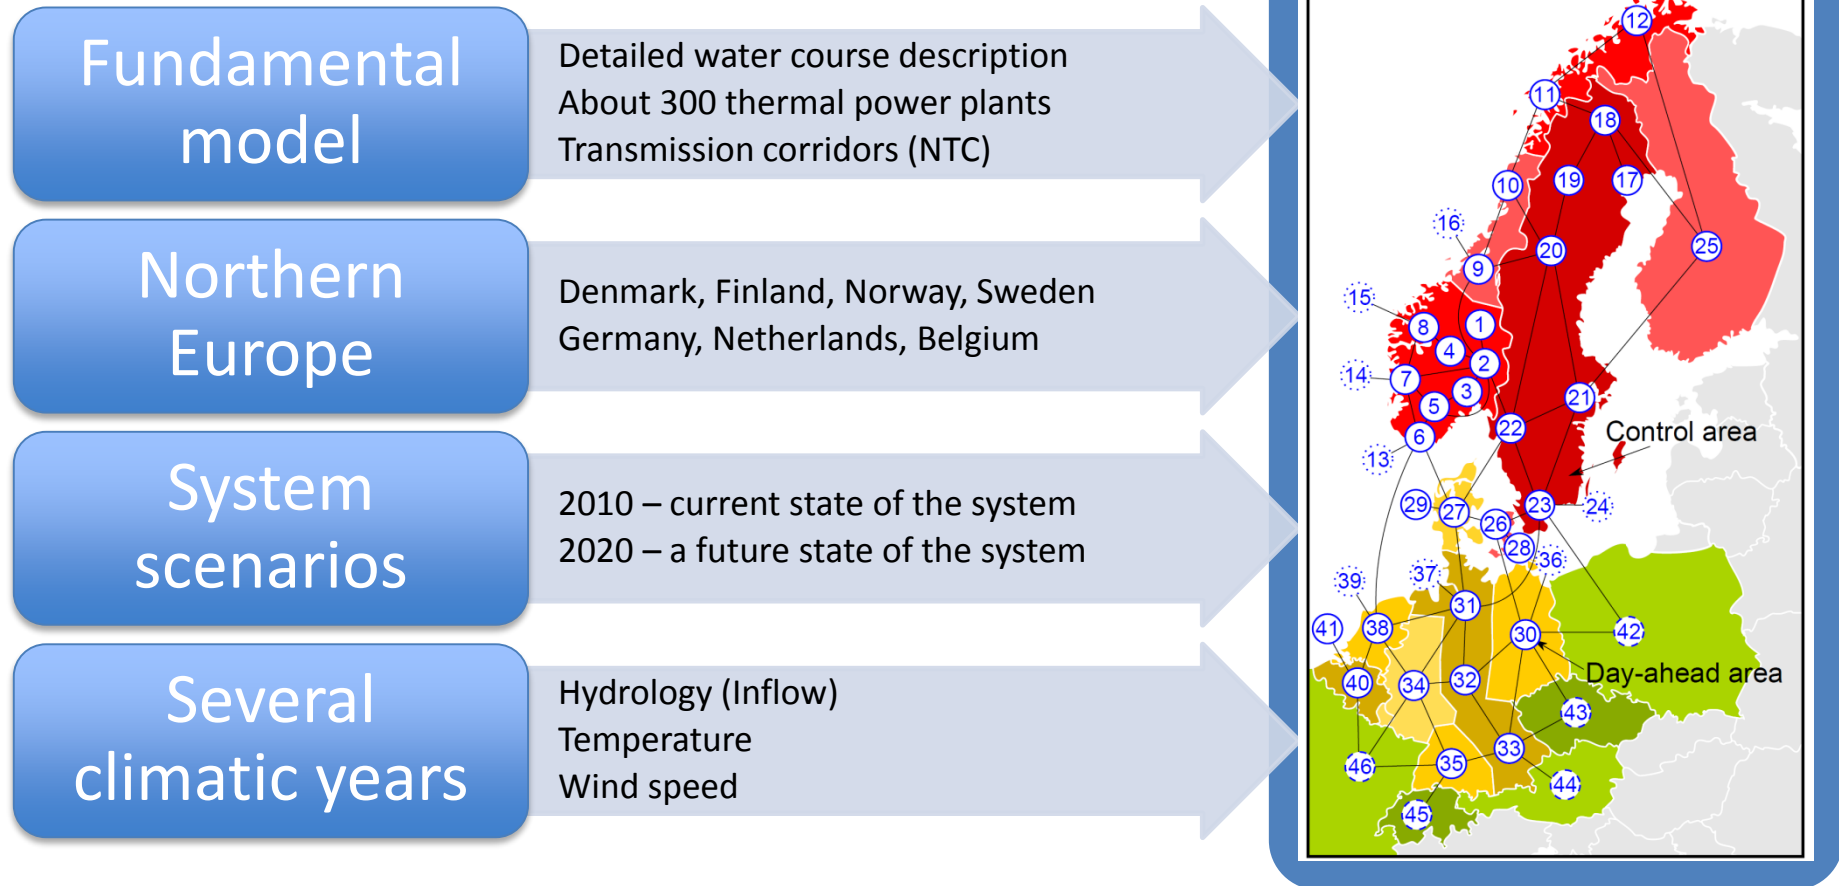 Fundamental
model
Detailed water course description
About 300 thermal power plants
Transmission corridors (NTC)
Northern
Europe
Denmark, Finland, Norway, Sweden
Germany, Netherlands, Belgium
System
scenarios
2010 – current state of the system
2020 – a future state of the system
Several
climatic years
Hydrology (Inflow)
Temperature
Wind speed
12
11
18
10
19
17
16
20
25
9
15
8
1
4
2
14
7
3
5
21
22
6
Control area
13
29
27
26
23
24
28
36
37
39
31
41
38
30
42
Day-ahead area
40
34
32
43
33
46
35
44
45